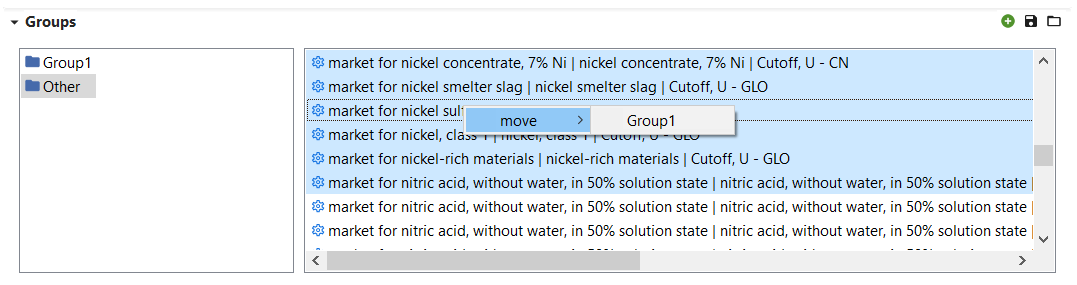 Groups
Group1
Other
market for nickel concentrate, 7% Ni | nickel concentrate, 7% Ni | Cutoff, U - CN
market for nickel smelter slag | nickel smelter slag | Cutoff, U - GLO
market for nickel
move
Group1
market for nickel, class 1 | nickel, class 1 | Cutoff, U - GLO
market for nickel-rich materials | nickel-rich materials | Cutoff, U - GLO
market for nitric acid, without water, in 50% solution state | nitric acid, without water, in 50% solution state |
market for nitric acid, without water, in 50% solution state | nitric acid, without water, in 50% solution state |
market for nitric acid, without water, in 50% solution state | nitric acid, without water, in 50% solution state |